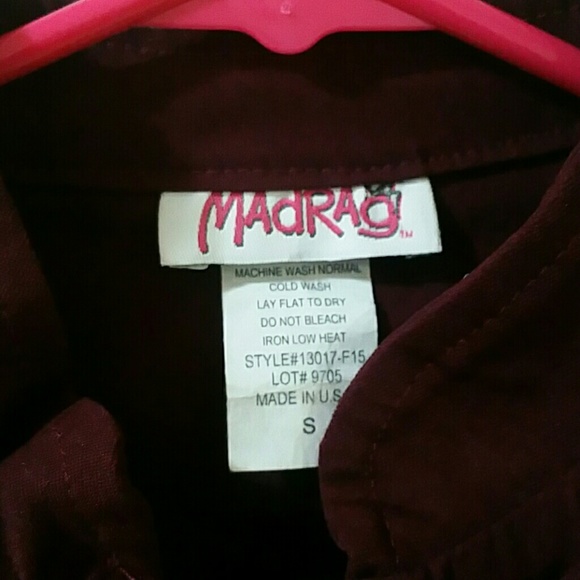 MAdRAg™
MACHINE WASH NORMAL
COLD WASH
LAY FLAT TO DRY
DO NOT BLEACH
IRON LOW HEAT
STYLE#13017-F15
LOT# 9705
MADE IN U.S
S